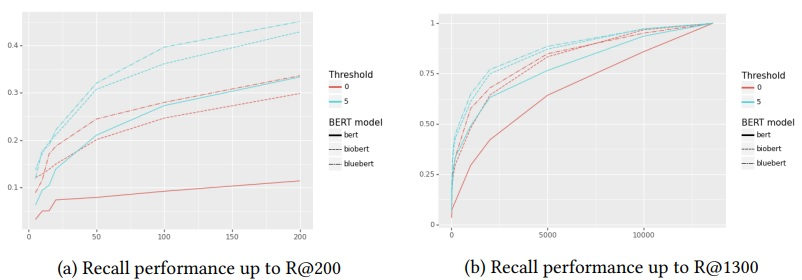 0.4
0.3
0.2
0.1
0 50 100 150 200
Threshold
0
5
BERT model
bert
biobert
bluebert
(a) Recall performance up to R@200
1
0.75
0.50
0.25
0
0 5000 10000
Threshold
0
5
BERT model
bert
biobert
bluebert
(b) Recall performance up to R@1300